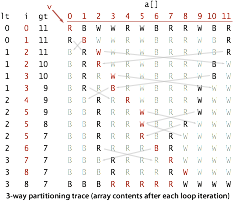 a[]
v
lt i gt 0 1 2 3 4 5 6 7 8 9 10 11
0 0 11 R B W W R W B R R W B R
0 1 11 R B W W R W B R R W B R
1 2 11 B R W W R W B R R W B R
1 2 10 B R R W R W B R R W B W
1 3 10 B R R W R W B R R W B W
1 3 9 B R R B R W B R R W W W
2 4 9 B B R R R W B R R W W W
2 5 9 B B R R R W B R R W W W
2 5 8 B B R R R W B R R W W W
2 5 7 B B R R R R B R W W W W
2 6 7 B B R R R R B R W W W W
3 7 7 B B B R R R R R W W W W
3 8 7 B B B R R R R R W W W W
3 8 7 B B B R R R R R W W W W
3-way partitioning trace (array contents after each loop iteration)